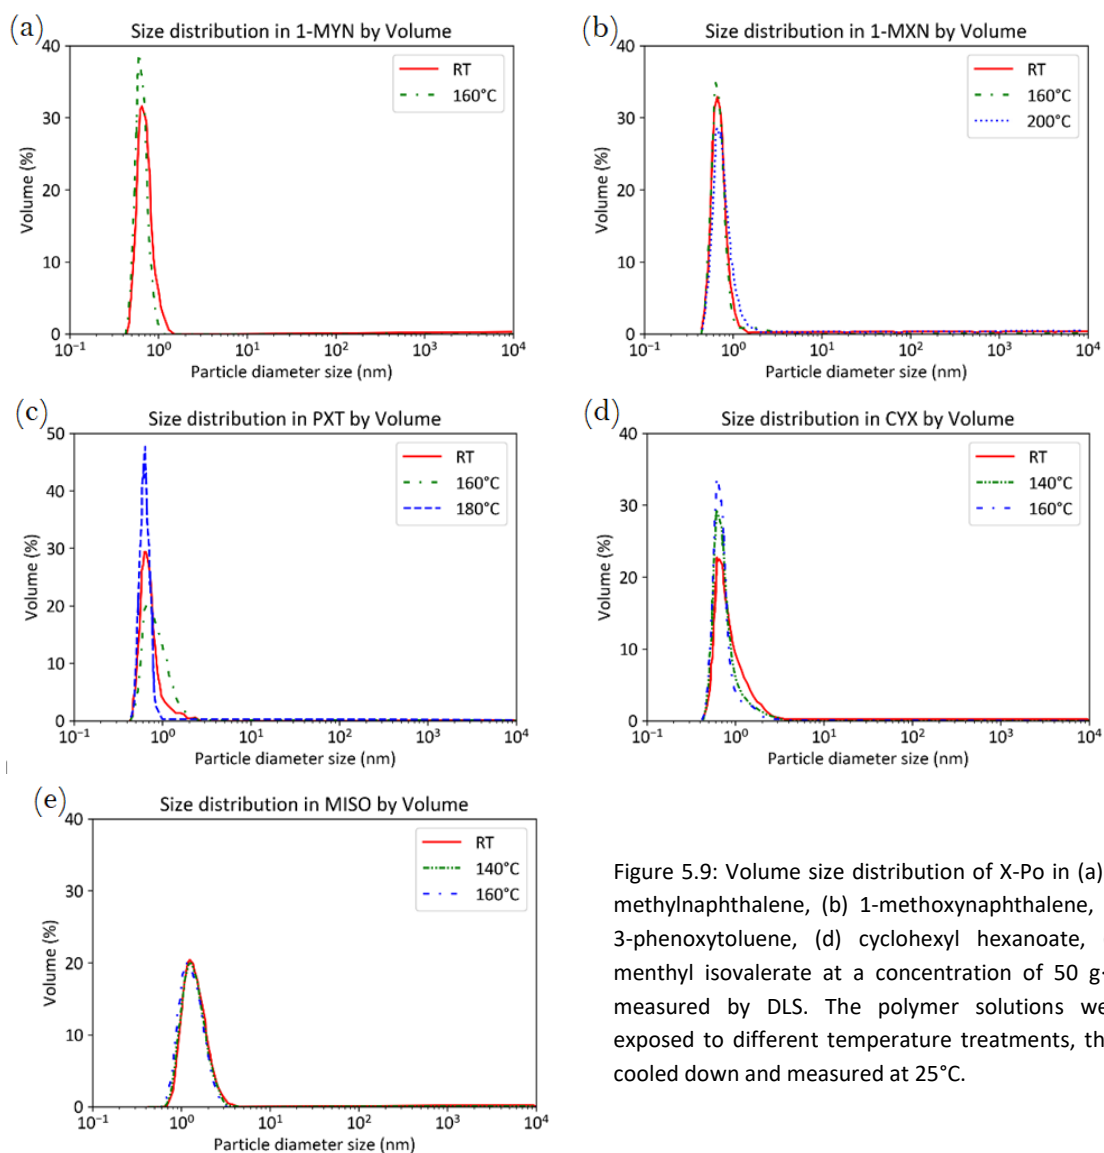 (a)
Size distribution in 1-MYN by Volume
40
30
20
10
0
Volume (%)
RT
160°C
10⁻¹ 10⁰ 10¹ 10² 10³ 10⁴
Particle diameter size (nm)
(b)
Size distribution in 1-MXN by Volume
40
30
20
10
0
Volume (%)
RT
160°C
200°C
10⁻¹ 10⁰ 10¹ 10² 10³ 10⁴
Particle diameter size (nm)
(c)
Size distribution in PXT by Volume
50
40
30
20
10
0
Volume (%)
RT
160°C
180°C
10⁻¹ 10⁰ 10¹ 10² 10³ 10⁴
Particle diameter size (nm)
(d)
Size distribution in CYX by Volume
40
30
20
10
0
Volume (%)
RT
140°C
160°C
10⁻¹ 10⁰ 10¹ 10² 10³ 10⁴
Particle diameter size (nm)
(e)
Size distribution in MISO by Volume
40
30
20
10
0
Volume (%)
RT
140°C
160°C
10⁻¹ 10⁰ 10¹ 10² 10³ 10⁴
Particle diameter size (nm)
Figure 5.9: Volume size distribution of X-Po in (a)
methylnaphthalene, (b) 1-methoxynaphthalene,
3-phenoxytoluene, (d) cyclohexyl hexanoate,
menthyl isovalerate at a concentration of 50 g
measured by DLS. The polymer solutions we
exposed to different temperature treatments, th
cooled down and measured at 25°C.